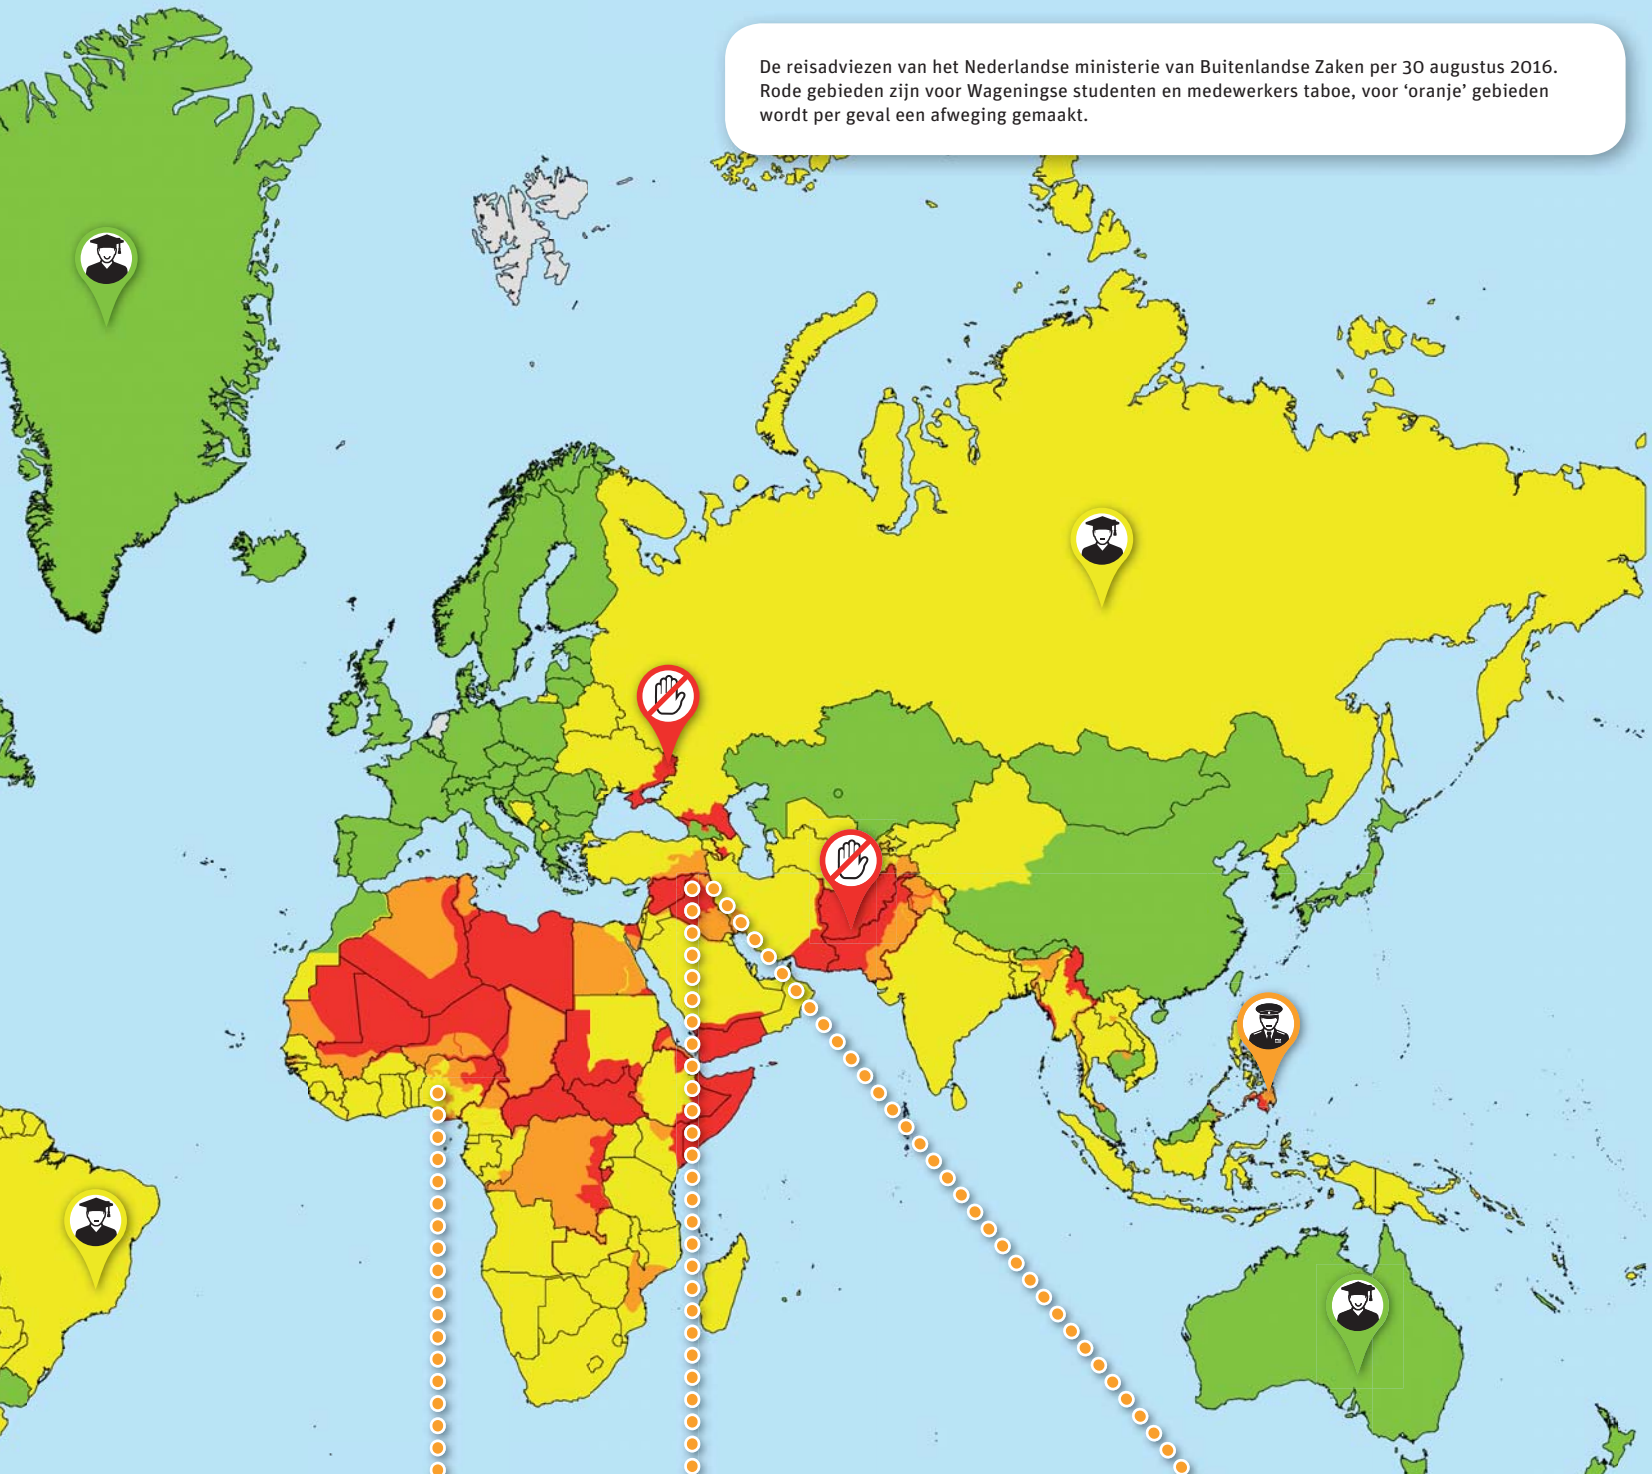 De reisadviezen van het Nederlandse ministerie van Buitenlandse Zaken per 30 augustus 2016.
Rode gebieden zijn voor Wageningse studenten en medewerkers taboe, voor ‘oranje’ gebieden
wordt per geval een afweging gemaakt.